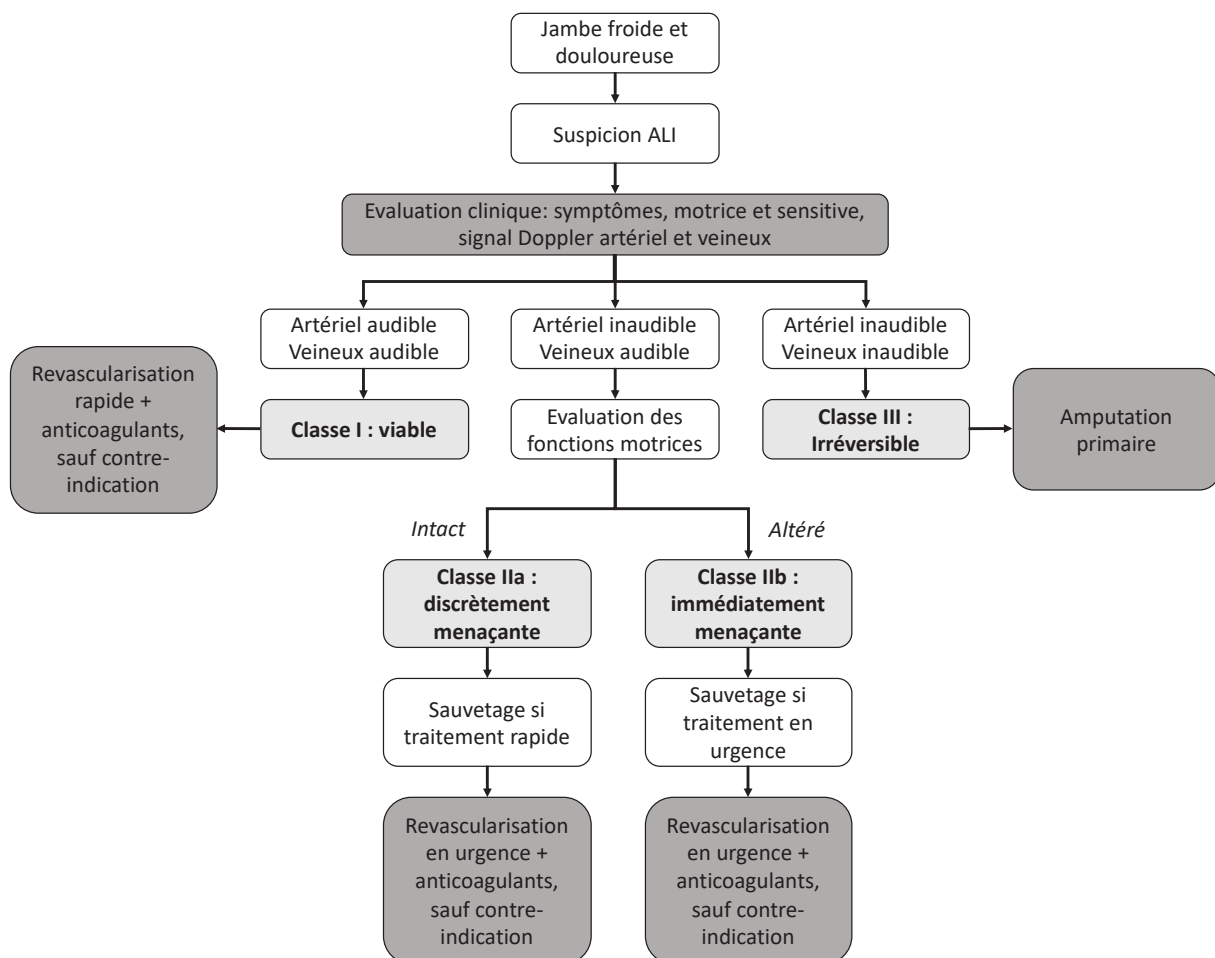 Jambe froide et
douloureuse
Suspicion ALI
Evaluation clinique: symptômes, motrice et sensitive,
signal Doppler artériel et veineux
Artériel audible
Veineux audible
Artériel inaudible
Veineux audible
Artériel inaudible
Veineux inaudible
Revascularisation
rapide +
anticoagulants,
sauf contre-
indication
Classe I : viable
Evaluation des
fonctions motrices
Classe III :
Irréversible
Amputation
primaire
Intact
Altéré
Classe IIa :
discrètement
menaçante
Classe IIb :
immédiatement
menaçante
Sauvetage si
traitement rapide
Sauvetage si
traitement en
urgence
Revascularisation
en urgence +
anticoagulants,
sauf contre-
indication
Revascularisation
en urgence +
anticoagulants,
sauf contre-
indication